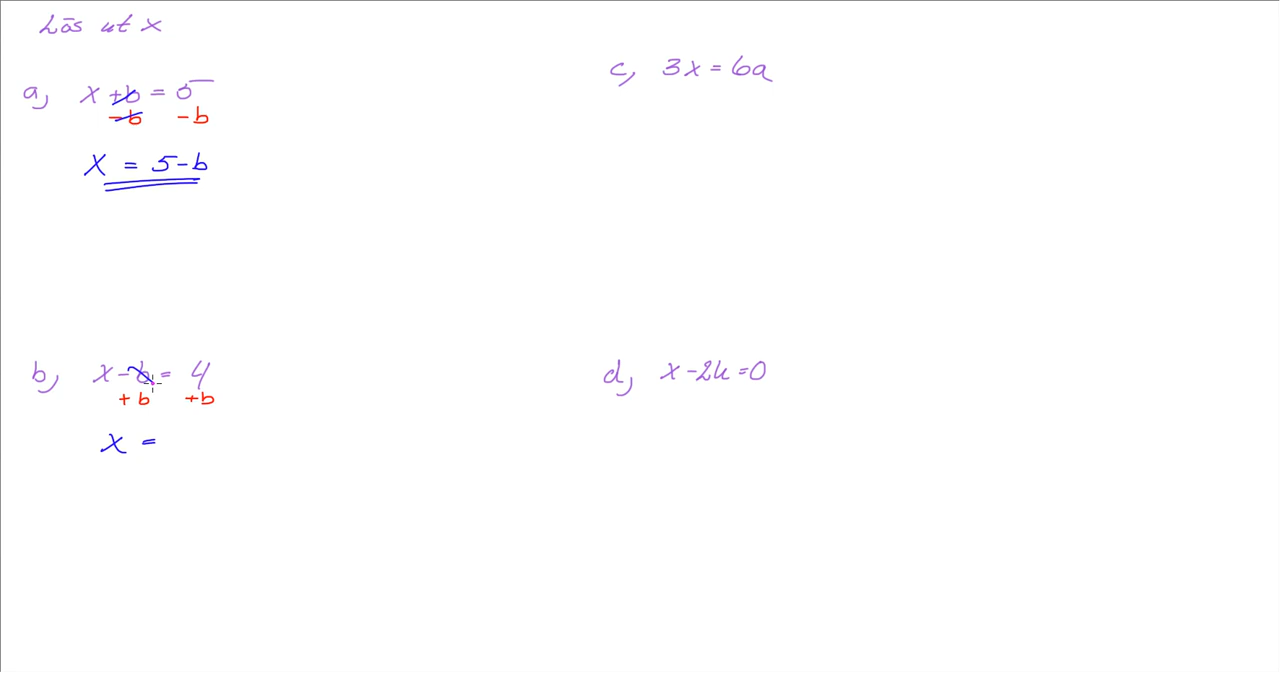 Lös ut x
a, x + b = 5
- b - b
x = 5 - b
b, x - b = 4
+ b + b
x =
c, 3x = 6a
d, x - 2k = 0